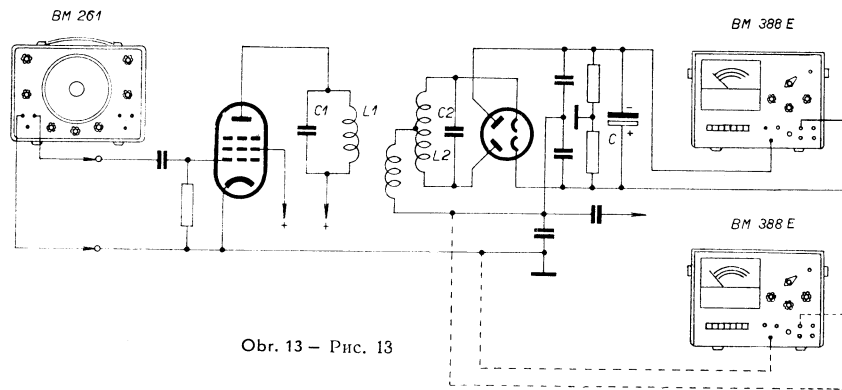 BM 261
BM 388 E
C1
L1
C2
L2
C
−
+
+
+
BM 388 E
Obr. 13 – Рис. 13